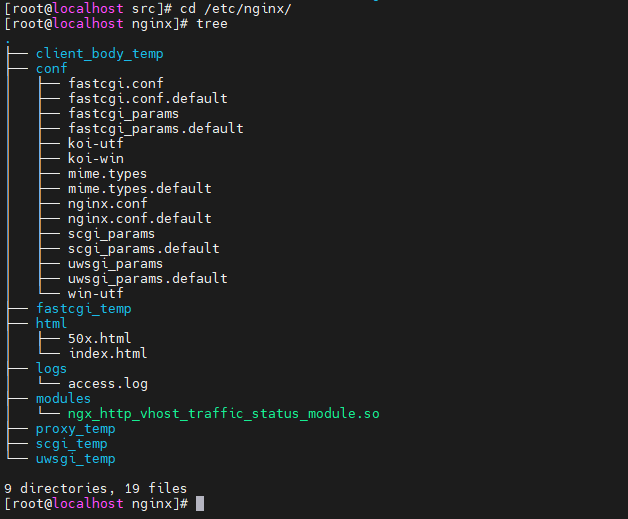 [root@localhost src]# cd /etc/nginx/
[root@localhost nginx]# tree
.
├── client_body_temp
├── conf
│   ├── fastcgi.conf
│   ├── fastcgi.conf.default
│   ├── fastcgi_params
│   ├── fastcgi_params.default
│   ├── koi-utf
│   ├── koi-win
│   ├── mime.types
│   ├── mime.types.default
│   ├── nginx.conf
│   ├── nginx.conf.default
│   ├── scgi_params
│   ├── scgi_params.default
│   ├── uwsgi_params
│   ├── uwsgi_params.default
│   └── win-utf
├── fastcgi_temp
├── html
│   ├── 50x.html
│   └── index.html
├── logs
│   └── access.log
├── modules
│   └── ngx_http_vhost_traffic_status_module.so
├── proxy_temp
├── scgi_temp
└── uwsgi_temp

9 directories, 19 files
[root@localhost nginx]#